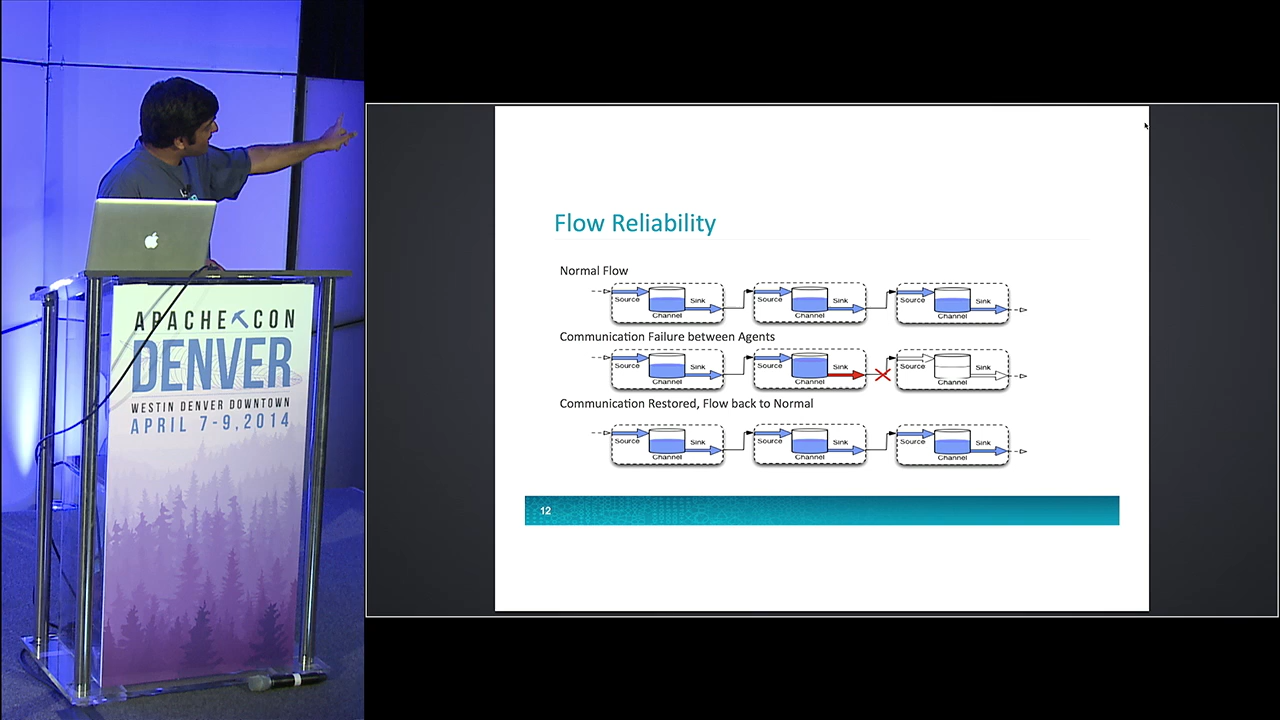 APACHE CON
DENVER
WESTIN DENVER DOWNTOWN
APRIL 7-9, 2014
Flow Reliability
Normal Flow
Source Channel Sink Source Channel Sink Source Channel Sink
Communication Failure between Agents
Source Channel Sink Source Channel Sink Source Channel Sink
Communication Restored, Flow back to Normal
Source Channel Sink Source Channel Sink Source Channel Sink
12